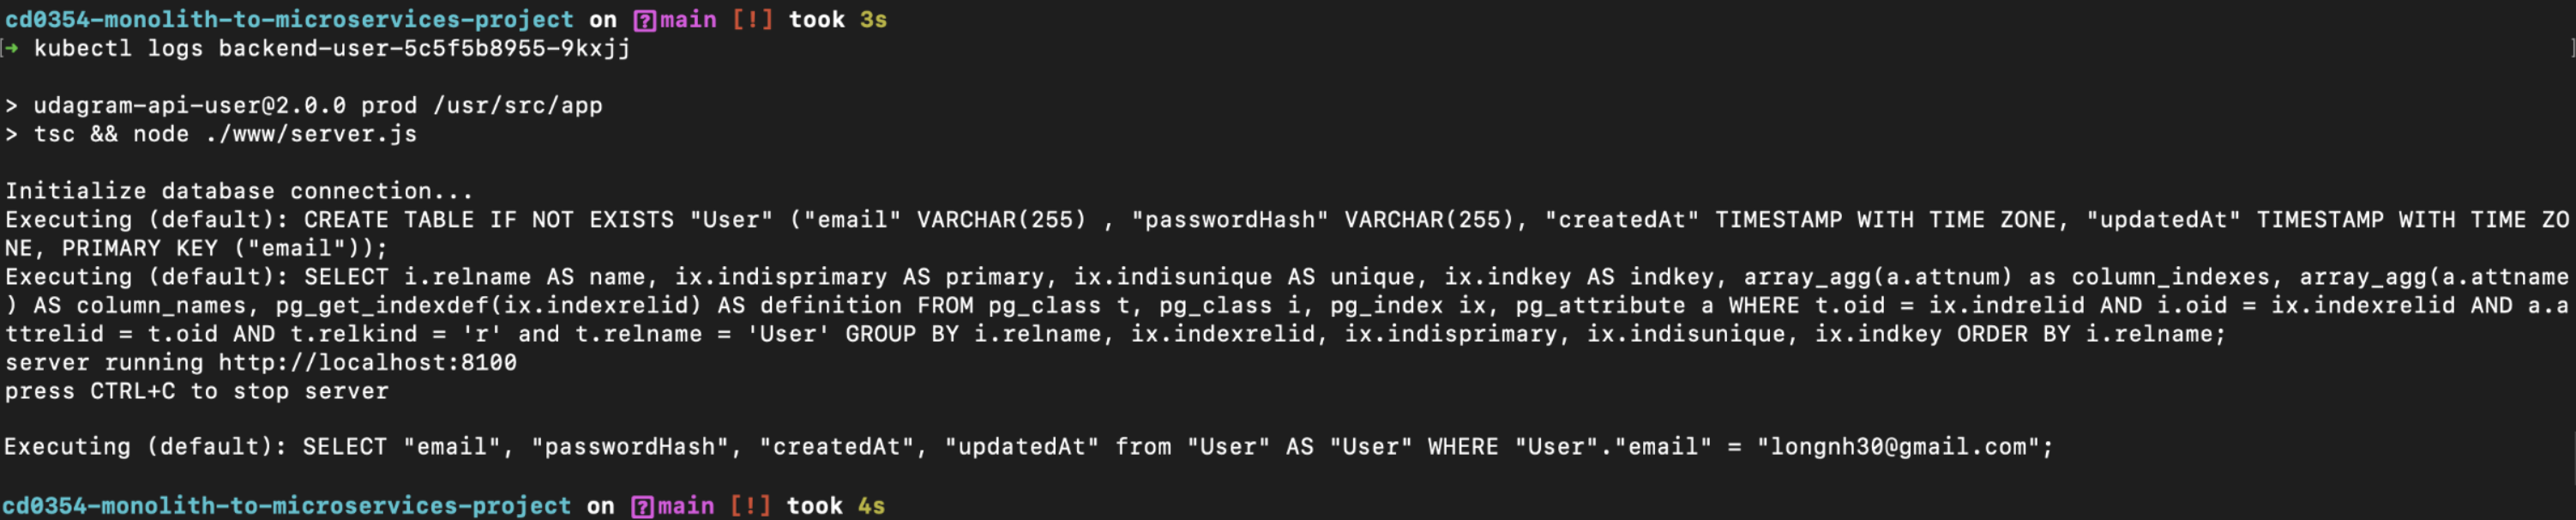 cd0354-monolith-to-microservices-project on ?main [!] took 3s
[→ kubectl logs backend-user-5c5f5b8955-9kxjj ]
> udagram-api-user@2.0.0 prod /usr/src/app
> tsc && node ./www/server.js
Initialize database connection...
Executing (default): CREATE TABLE IF NOT EXISTS "User" ("email" VARCHAR(255) , "passwordHash" VARCHAR(255), "createdAt" TIMESTAMP WITH TIME ZONE, "updatedAt" TIMESTAMP WITH TIME ZO
NE, PRIMARY KEY ("email"));
Executing (default): SELECT i.relname AS name, ix.indisprimary AS primary, ix.indisunique AS unique, ix.indkey AS indkey, array_agg(a.attnum) as column_indexes, array_agg(a.attname
) AS column_names, pg_get_indexdef(ix.indexrelid) AS definition FROM pg_class t, pg_class i, pg_index ix, pg_attribute a WHERE t.oid = ix.indrelid AND i.oid = ix.indexrelid AND a.a
ttrelid = t.oid AND t.relkind = 'r' and t.relname = 'User' GROUP BY i.relname, ix.indexrelid, ix.indisprimary, ix.indisunique, ix.indkey ORDER BY i.relname;
server running http://localhost:8100
press CTRL+C to stop server
Executing (default): SELECT "email", "passwordHash", "createdAt", "updatedAt" from "User" AS "User" WHERE "User"."email" = "longnh30@gmail.com";
cd0354-monolith-to-microservices-project on ?main [!] took 4s